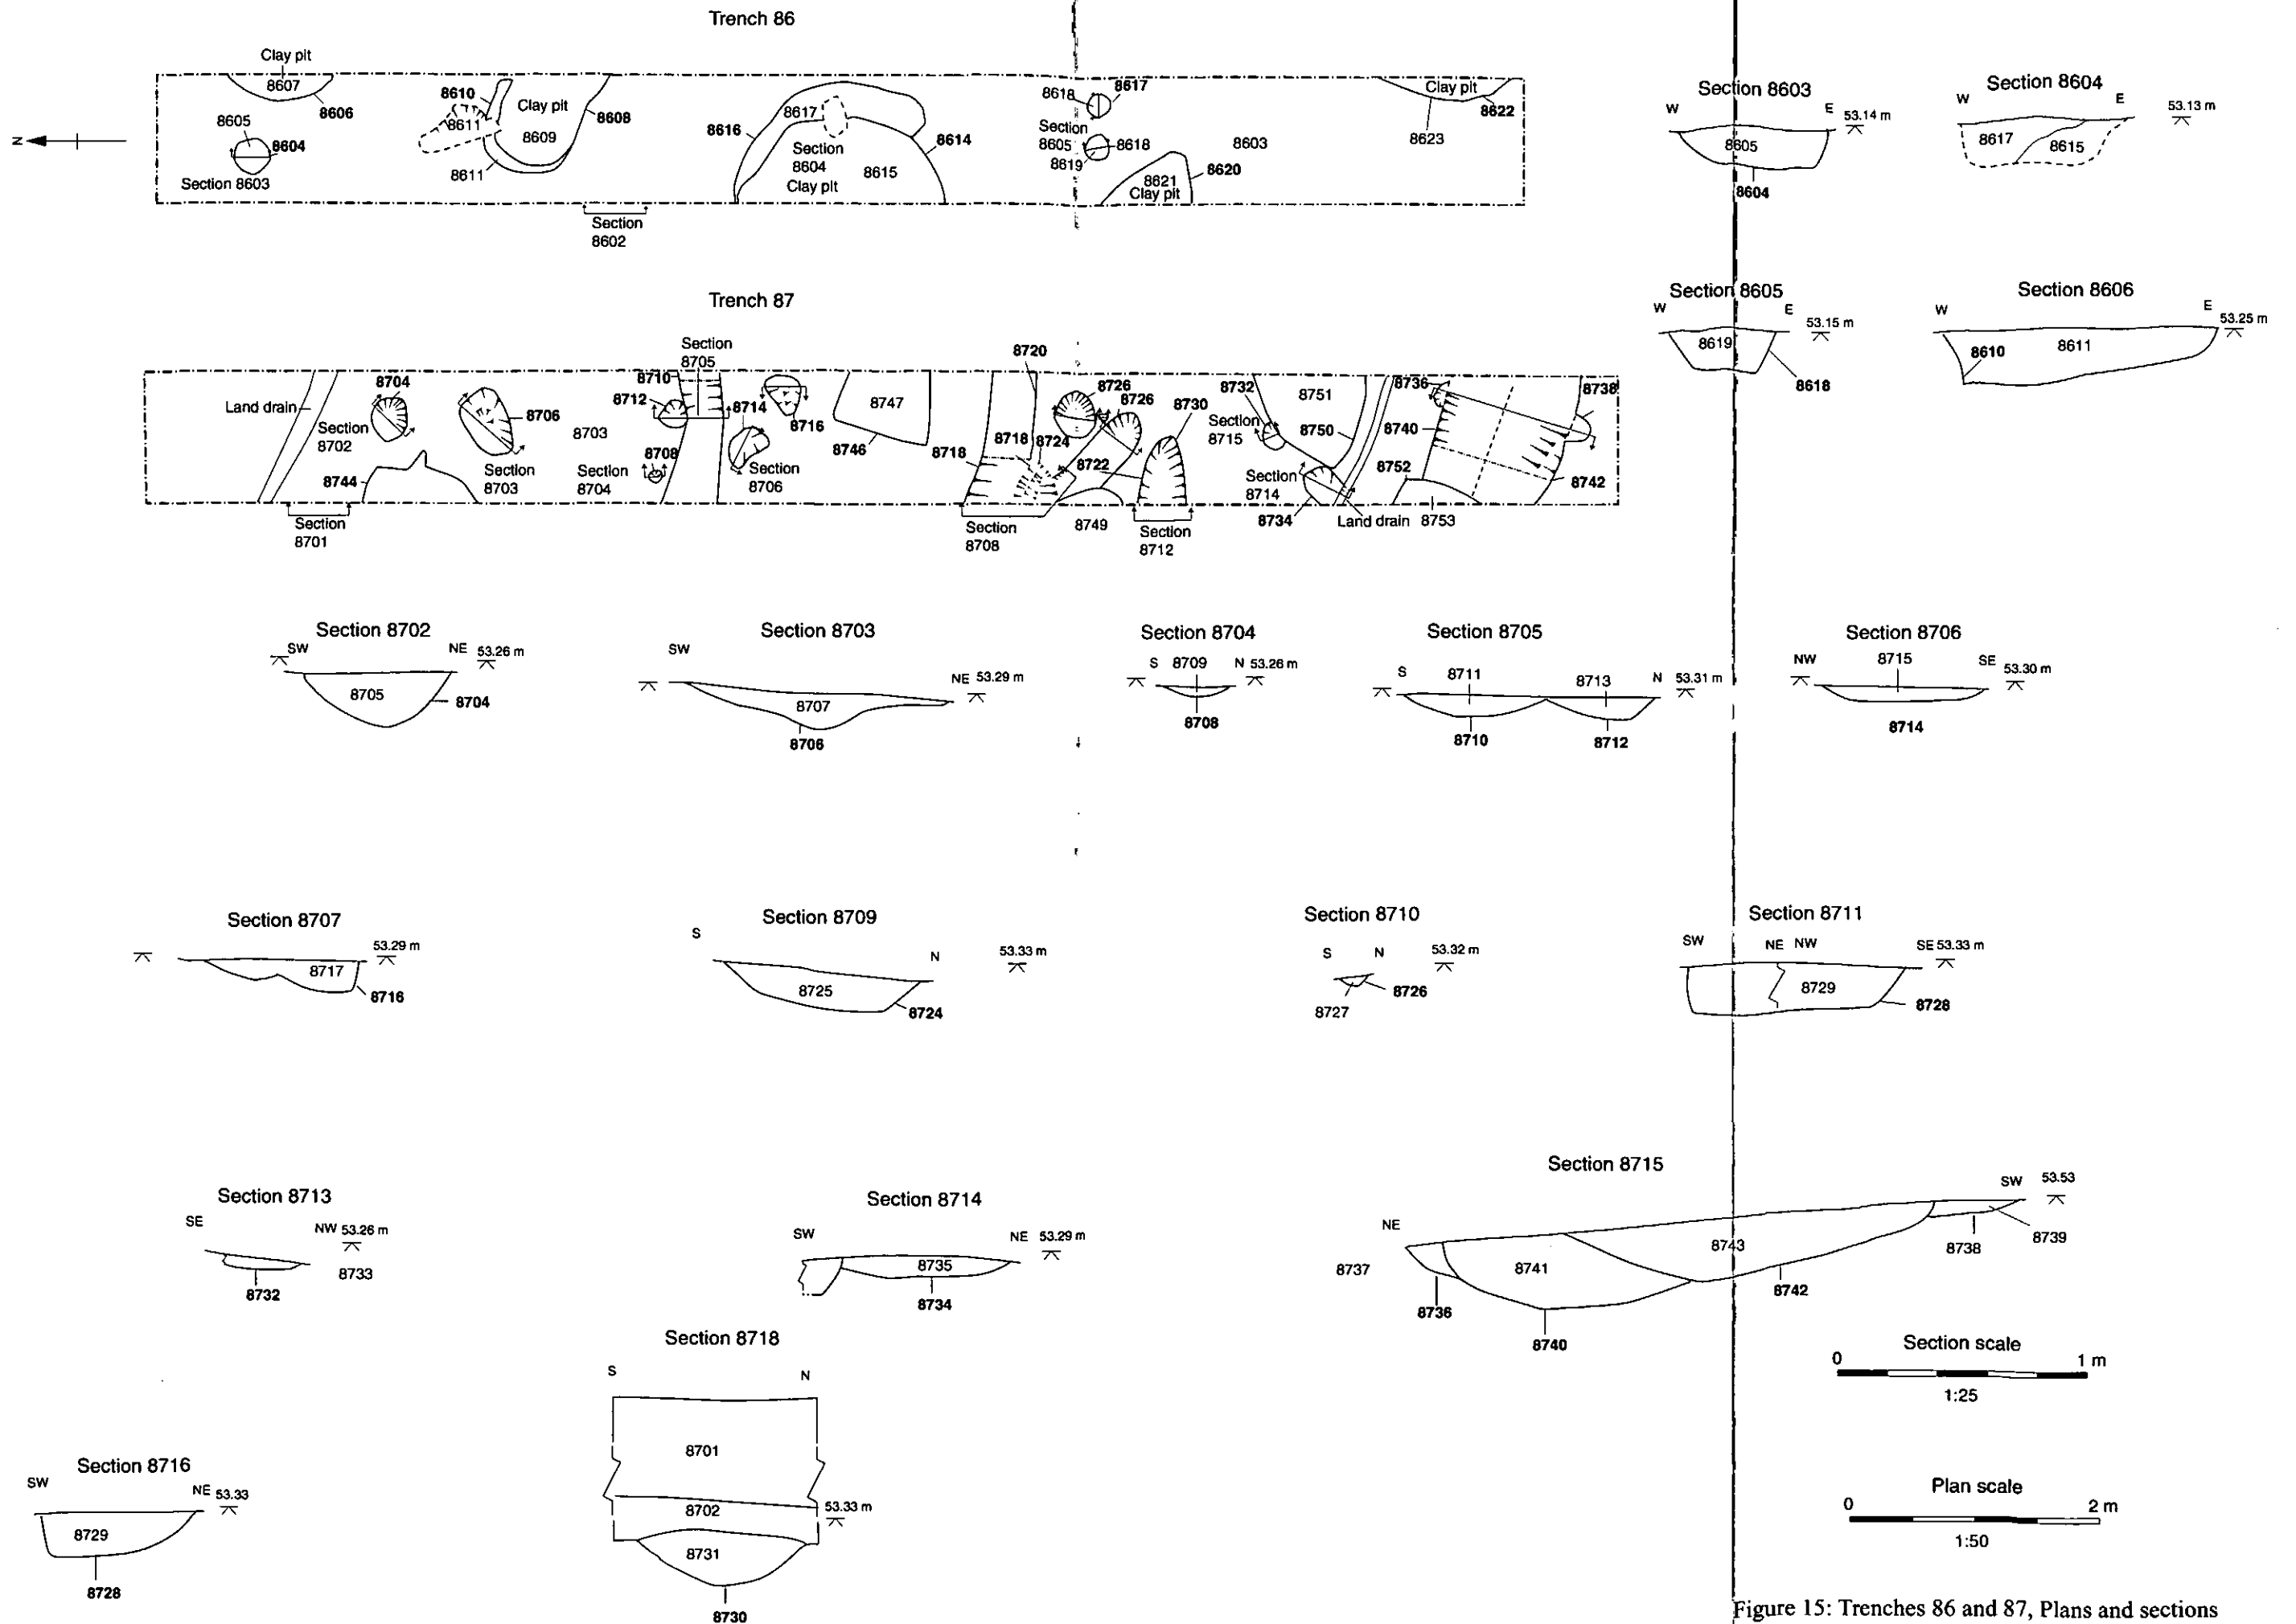 Trench 86
Clay pit
8607
8606
8605
8604
Section 8603
8610
8611
Clay pit
8609
8608
8611
Section
8602
8616
8617
Section
8604
Clay pit
8615
8614
8618
8617
Section
8605
8618
8619
8603
8621
Clay pit
8620
Clay pit
8622
8623
N
Section 8603
W
E
53.14 m
8605
8604
Section 8604
W
E
53.13 m
8617
8615
Section 8605
W
E
53.15 m
8619
8618
Section 8606
W
E
53.25 m
8610
8611
Trench 87
Land drain
8704
Section
8702
8744
Section
8701
8706
Section
8703
8703
Section
8704
8708
8710
8712
Section
8705
8714
Section
8706
8716
8747
8746
8718
8718
8720
8724
8722
8726
8726
8730
Section
8708
8749
Section
8712
8732
Section
8715
8751
8750
Section
8714
8734
Land drain
8736
8740
8752
8753
8738
8742
Section 8702
SW
NE
53.26 m
8705
8704
Section 8703
SW
NE
53.29 m
8707
8706
Section 8704
S
8709
N
53.26 m
8708
Section 8705
S
8711
8713
N
53.31 m
8710
8712
Section 8706
NW
8715
SE
53.30 m
8714
Section 8707
53.29 m
8717
8716
Section 8709
S
N
53.33 m
8725
8724
Section 8710
S
N
53.32 m
8726
8727
Section 8711
SW
NE
NW
SE
53.33 m
8729
8728
Section 8713
SE
NW
53.26 m
8733
8732
Section 8714
SW
NE
53.29 m
8735
8734
Section 8715
NE
SW
53.53
8737
8741
8743
8739
8738
8736
8742
8740
Section 8718
S
N
8701
8702
53.33 m
8731
8730
Section 8716
SW
NE
53.33
8729
8728
Section scale
0
1 m
1:25
Plan scale
0
2 m
1:50
Figure 15: Trenches 86 and 87, Plans and sections